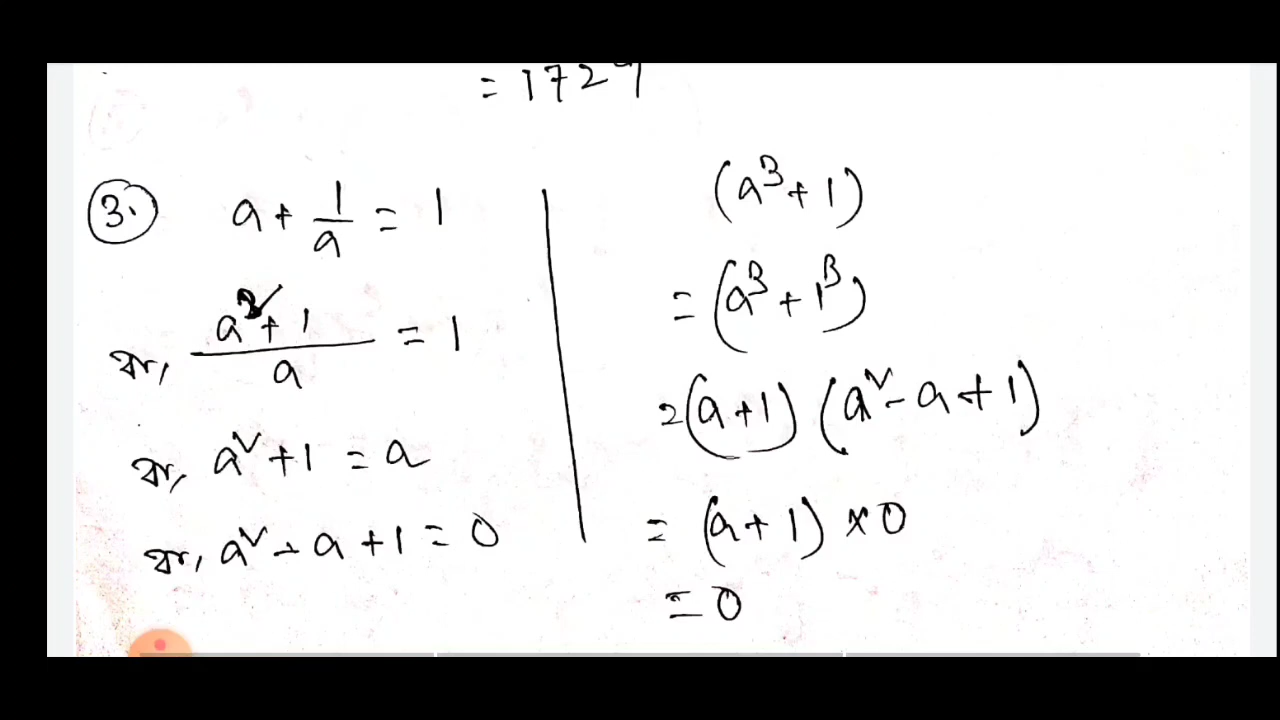 = 1729
3. a + 1/a = 1
বা, a²+1/a = 1
বা, a²+1 = a
বা, a² - a +1 = 0
(a³+1)
= (a³+1³)
= (a+1) (a² - a + 1)
= (a+1) × 0
= 0